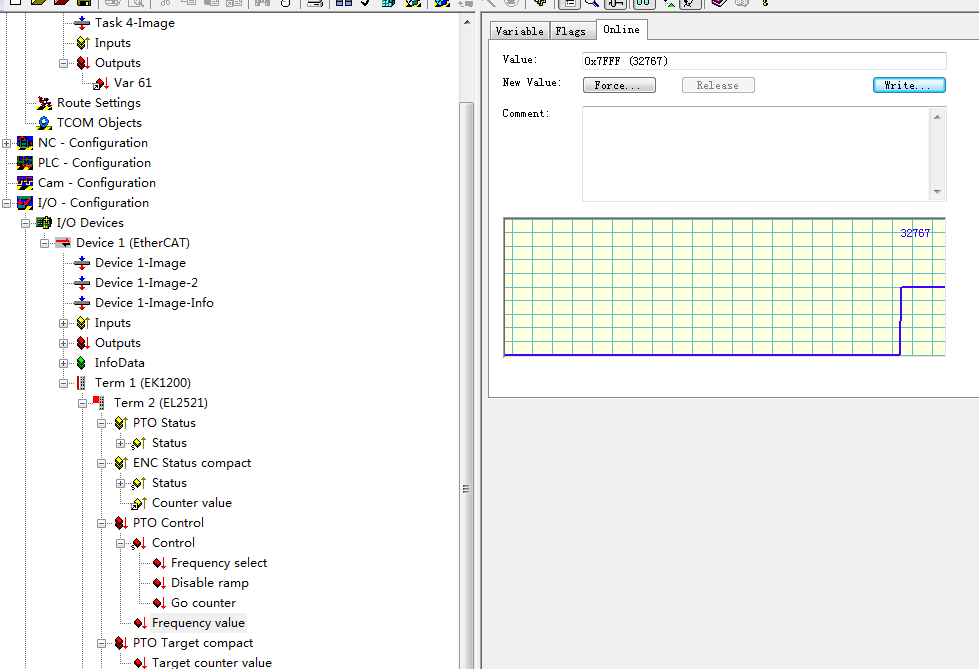 Task 4-Image
Inputs
Outputs
Var 61
Route Settings
TCOM Objects
NC - Configuration
PLC - Configuration
Cam - Configuration
I/O - Configuration
I/O Devices
Device 1 (EtherCAT)
Device 1-Image
Device 1-Image-2
Device 1-Image-Info
Inputs
Outputs
InfoData
Term 1 (EK1200)
Term 2 (EL2521)
PTO Status
Status
ENC Status compact
Status
Counter value
PTO Control
Control
Frequency select
Disable ramp
Go counter
Frequency value
PTO Target compact
Target counter value
Variable Flags Online
Value: 0x7FFF (32767)
New Value: Force... Release Write...
Comment:
32767